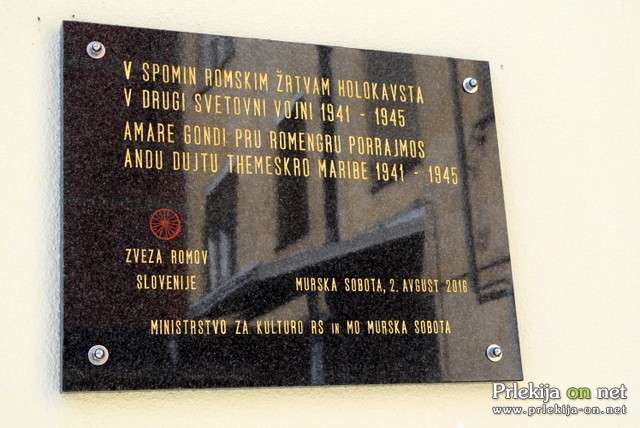 V SPOMIN ROMSKIM ŽRTVAM HOLOKAVSTA
V DRUGI SVETOVNI VOJNI 1941 - 1945
AMARE GONDI PRU ROMENGRU PORRAJMOS
ANDU DUJTU THEMESKRO MARIBE 1941 - 1945
ZVEZA ROMOV
SLOVENIJE
MURSKA SOBOTA, 2. AVGUST 2016
MINISTRSTVO ZA KULTURO RS IN MO MURSKA SOBOTA
Prlekija on net
www.prlekija-on.net